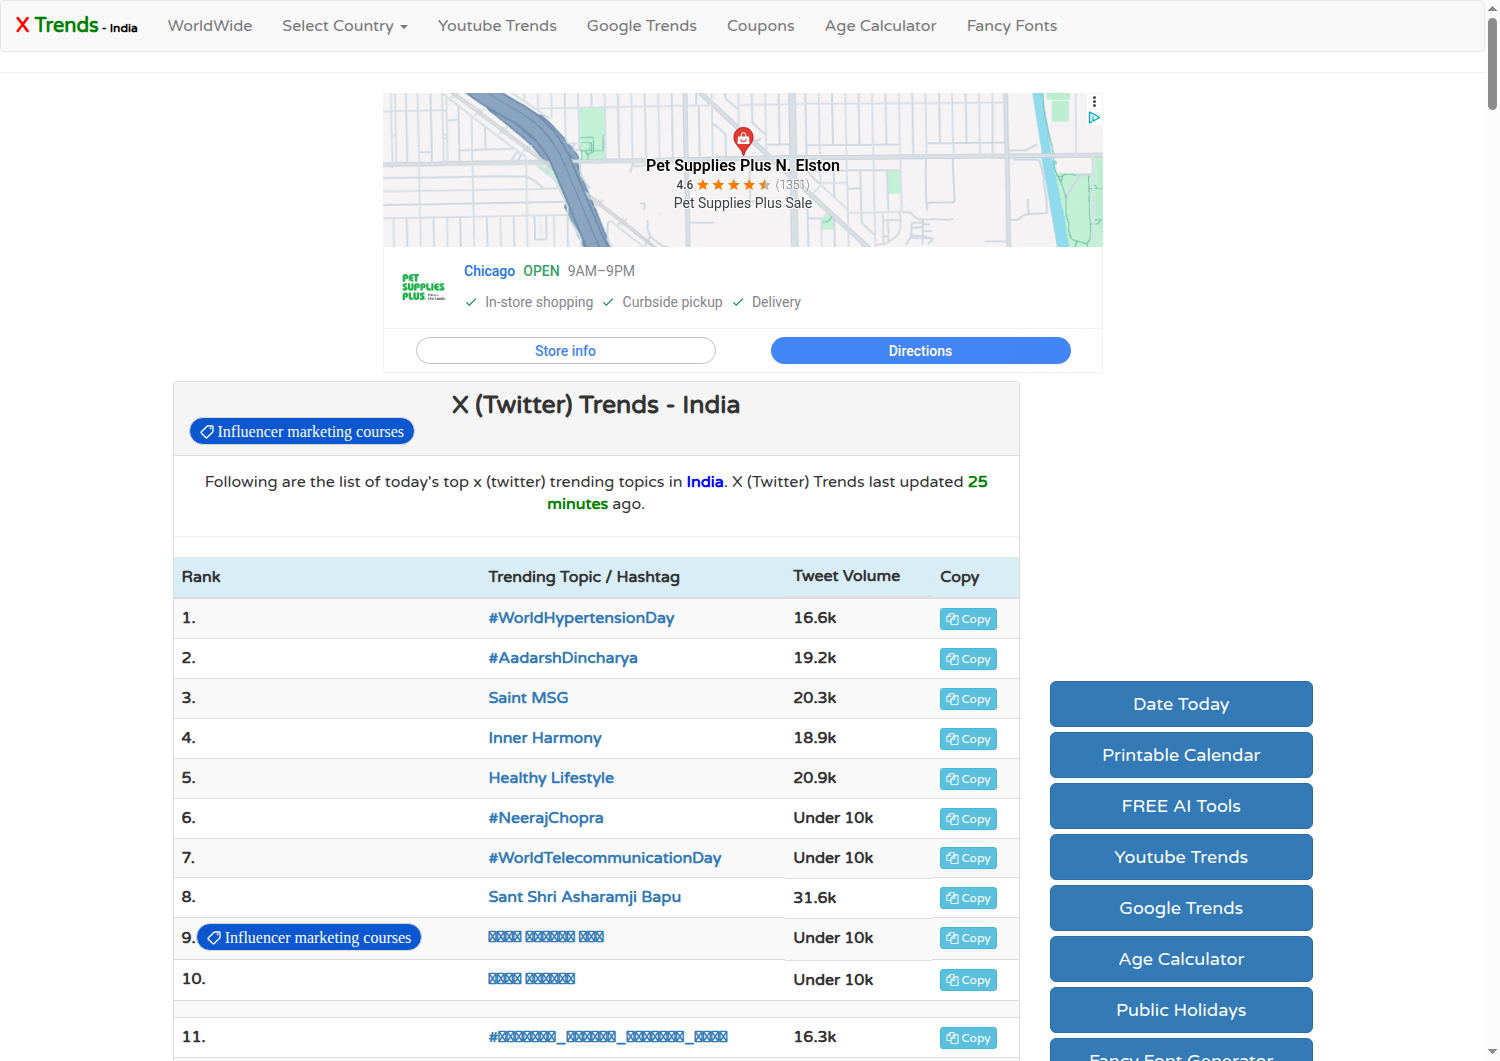 X Trends - India WorldWide Select Country Youtube Trends Google Trends Coupons Age Calculator Fancy Fonts
Pet Supplies Plus N. Elston
4.6 (1351)
Pet Supplies Plus Sale
PET SUPPLIES PLUS.
Chicago OPEN 9AM–9PM
In-store shopping Curbside pickup Delivery
Store info Directions
X (Twitter) Trends - India
Influencer marketing courses
Following are the list of today's top x (twitter) trending topics in India. X (Twitter) Trends last updated 25
minutes ago.
Rank Trending Topic / Hashtag Tweet Volume Copy
1. #WorldHypertensionDay 16.6k Copy
2. #AadarshDincharya 19.2k Copy
3. Saint MSG 20.3k Copy
4. Inner Harmony 18.9k Copy
5. Healthy Lifestyle 20.9k Copy
6. #NeerajChopra Under 10k Copy
7. #WorldTelecommunicationDay Under 10k Copy
8. Sant Shri Asharamji Bapu 31.6k Copy
9. Influencer marketing courses Under 10k Copy
10. Under 10k Copy
11. 16.3k Copy
Date Today
Printable Calendar
FREE AI Tools
Youtube Trends
Google Trends
Age Calculator
Public Holidays
Fancy Font Generator